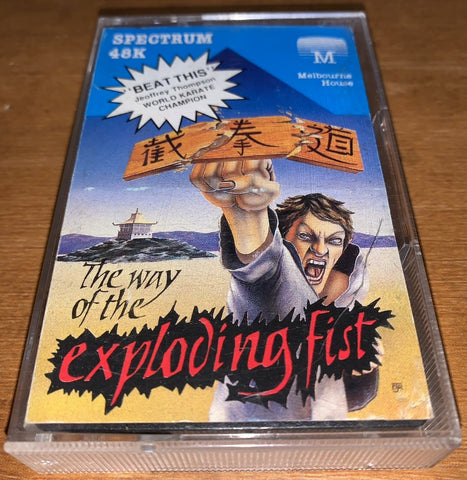 SPECTRUM
48K
"BEAT THIS"
Jeoffrey Thompson
WORLD KARATE
CHAMPION
M
Melbourne
House
截拳道
The way
of the
exploding fist